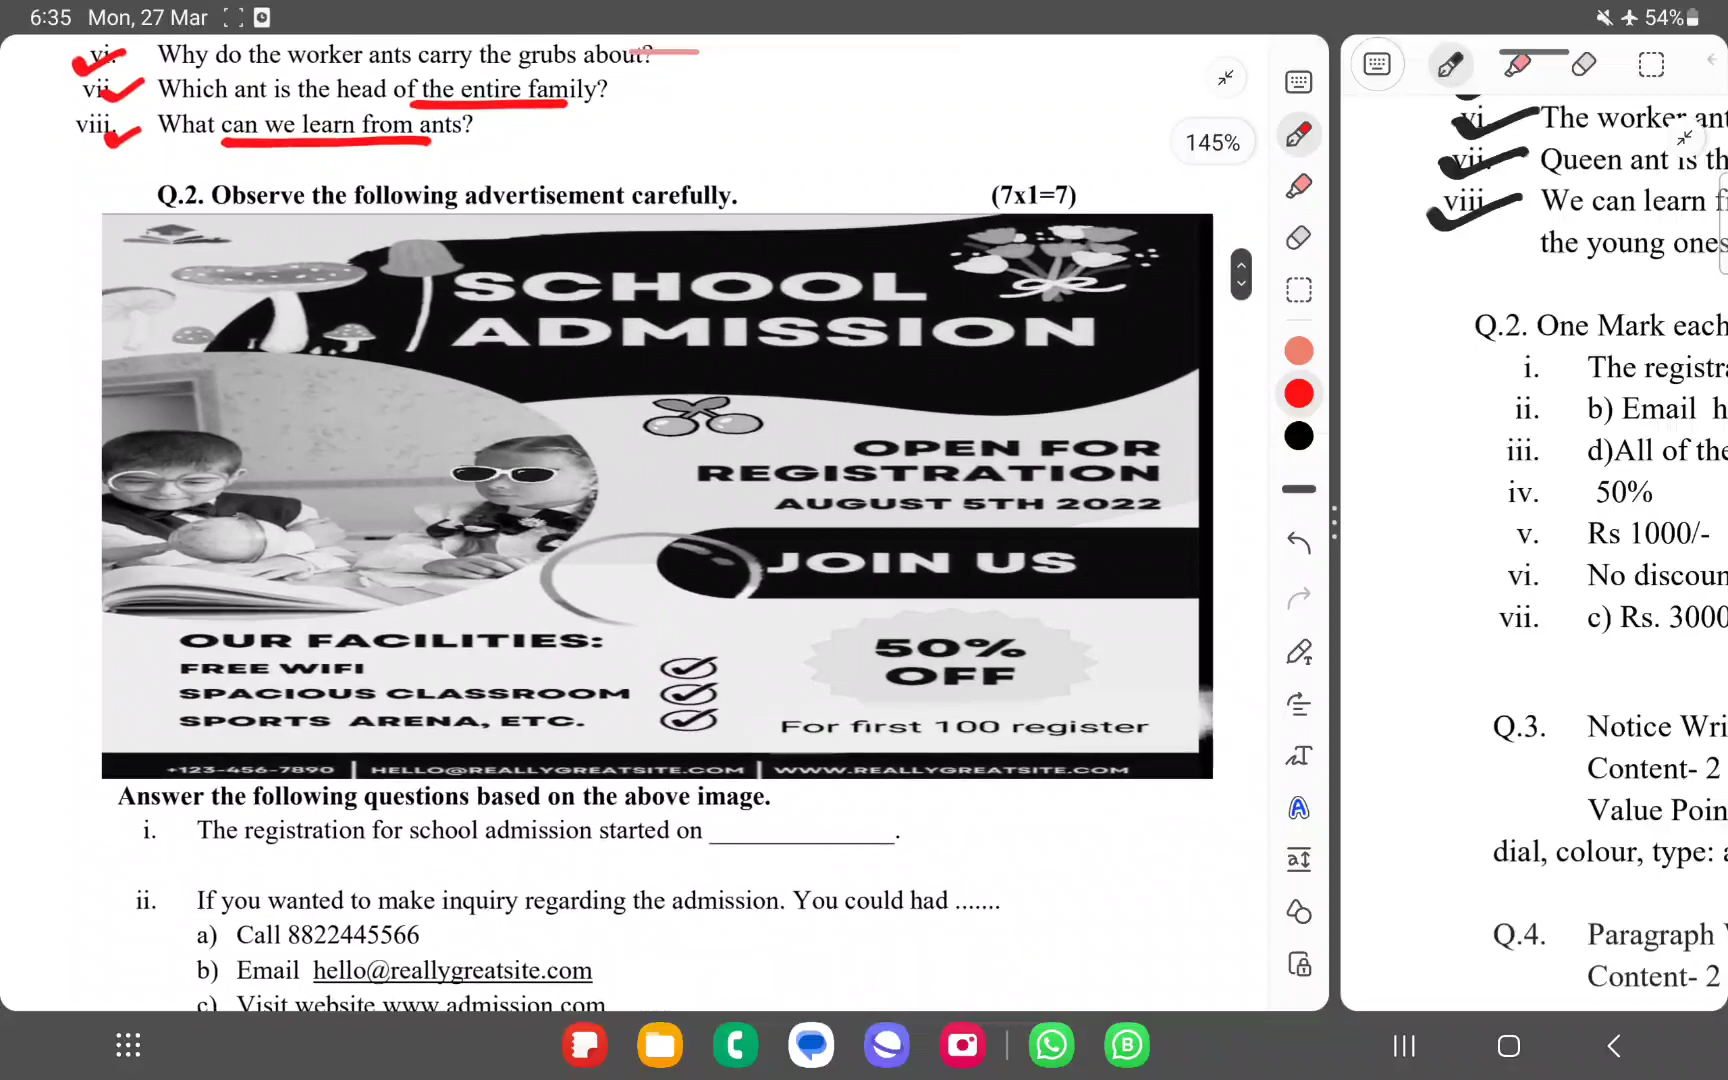 6:35 Mon, 27 Mar
54%
vi. Why do the worker ants carry the grubs about?
vii. Which ant is the head of the entire family?
viii. What can we learn from ants?
145%
Q.2. Observe the following advertisement carefully. (7x1=7)
SCHOOL
ADMISSION
OPEN FOR
REGISTRATION
AUGUST 5TH 2022
JOIN US
OUR FACILITIES:
FREE WIFI
SPACIOUS CLASSROOM
SPORTS ARENA, ETC.
50%
OFF
For first 100 register
+123-456-7890 | HELLO@REALLYGREATSITE.COM | WWW.REALLYGREATSITE.COM
Answer the following questions based on the above image.
i. The registration for school admission started on ______________.
ii. If you wanted to make inquiry regarding the admission. You could had .......
a) Call 8822445566
b) Email hello@reallygreatsite.com
c) Visit website www.admission.com
vi. The worker ant
vii. Queen ant is th
viii. We can learn f
the young ones
Q.2. One Mark each
i. The registra
ii. b) Email h
iii. d)All of the
iv. 50%
v. Rs 1000/-
vi. No discoun
vii. c) Rs. 3000
Q.3. Notice Wri
Content- 2
Value Poin
dial, colour, type: a
Q.4. Paragraph
Content- 2